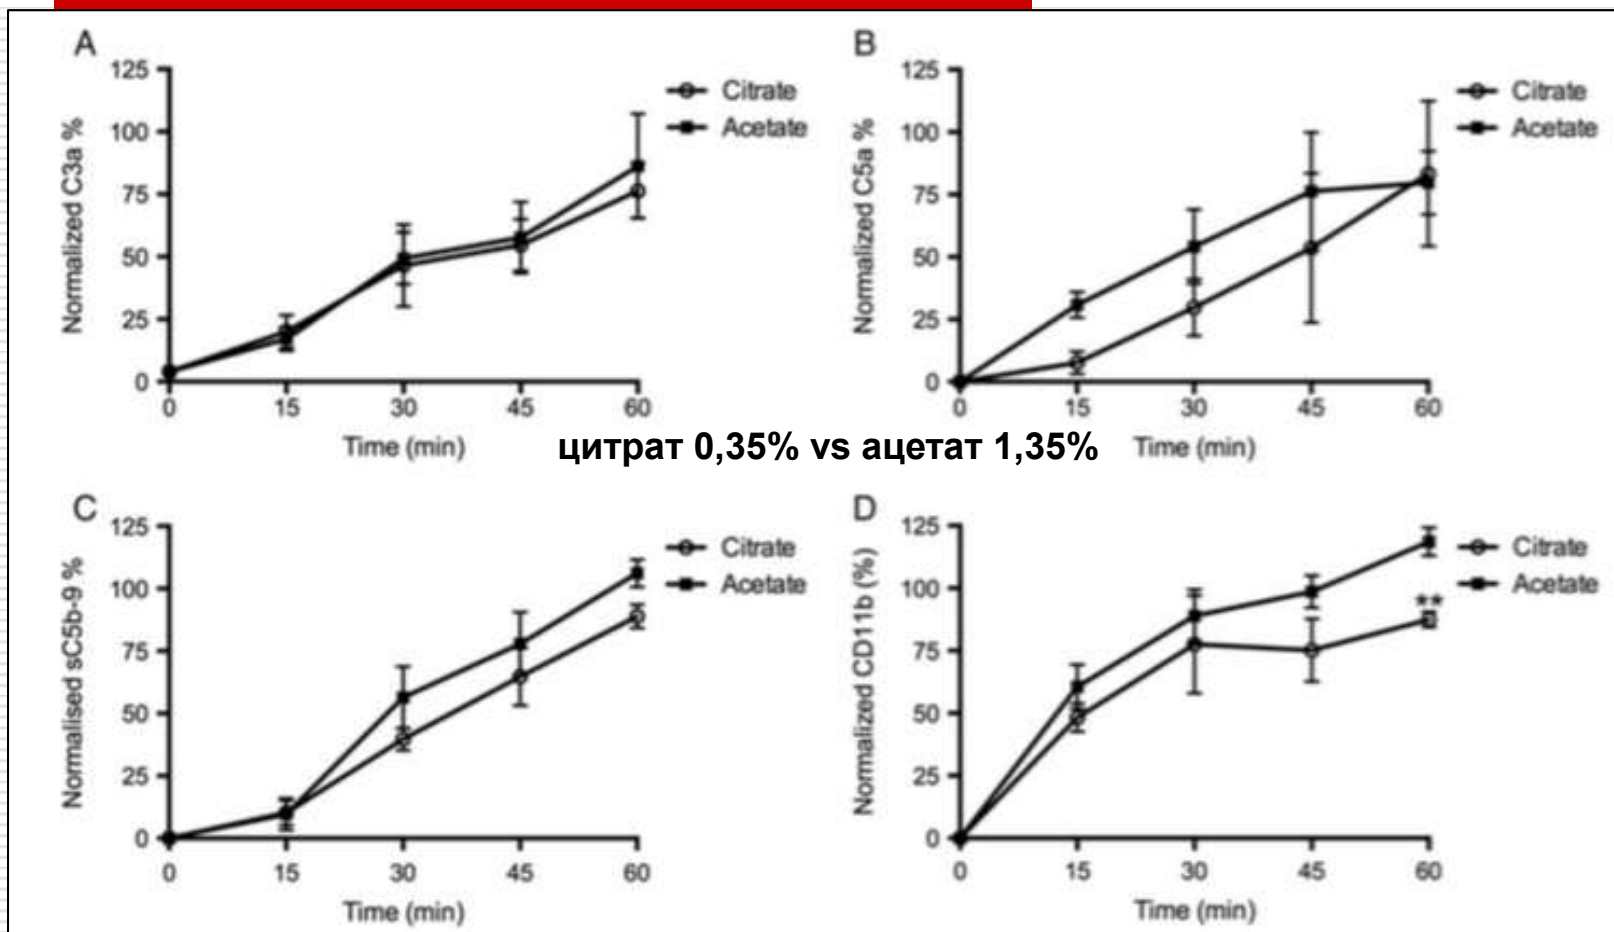 A
Normalized C3a %
125
100
75
50
25
0
0 15 30 45 60
Time (min)
Citrate
Acetate
B
Normalized C5a %
125
100
75
50
25
0
0 15 30 45 60
Time (min)
Citrate
Acetate
цитрат 0,35% vs ацетат 1,35%
C
Normalised sC5b-9 %
125
100
75
50
25
0
0 15 30 45 60
Time (min)
Citrate
Acetate
D
Normalized CD11b (%)
125
100
75
50
25
0
0 15 30 45 60
Time (min)
Citrate
Acetate
**